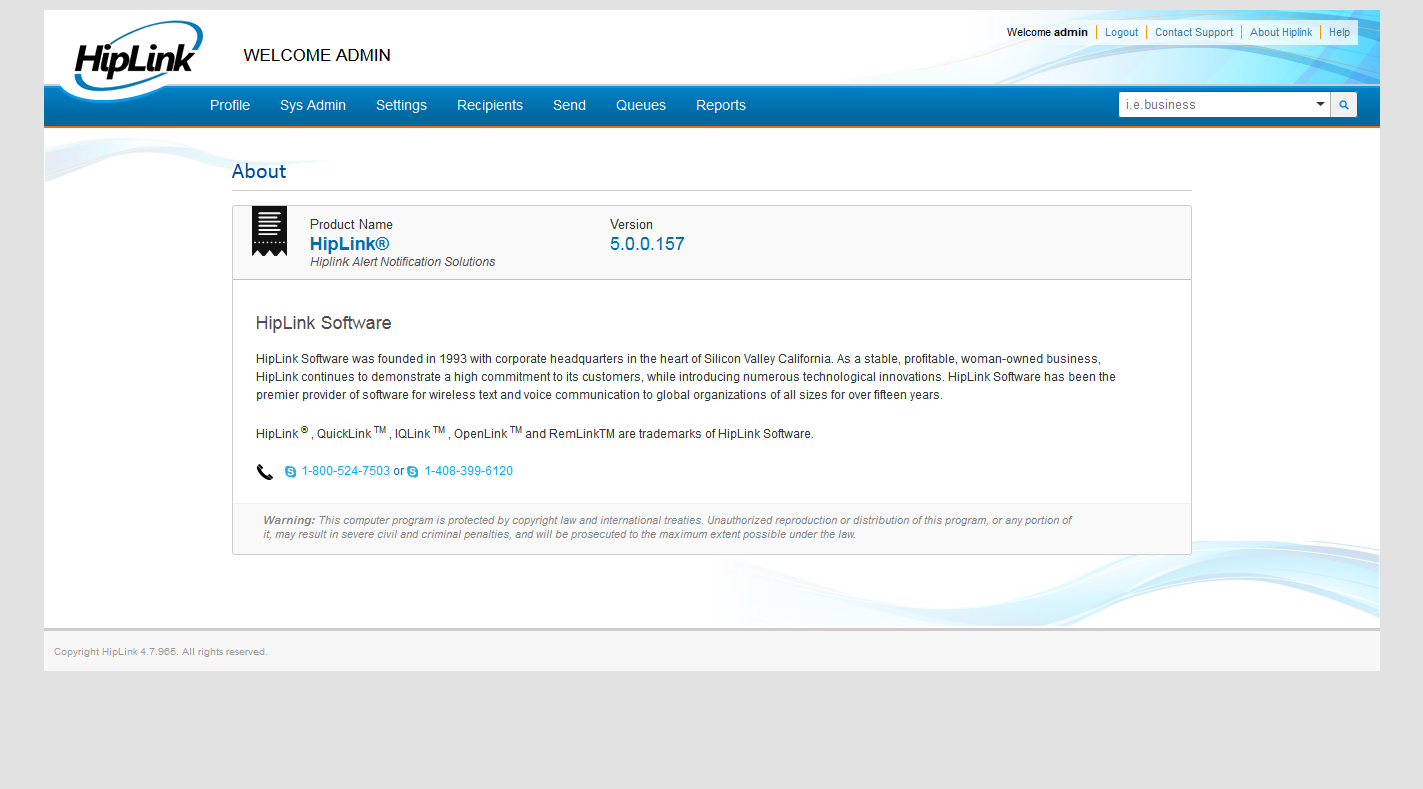 HipLink
WELCOME ADMIN
Welcome admin
Logout
Contact Support
About Hiplink
Help
Profile
Sys Admin
Settings
Recipients
Send
Queues
Reports
i.e.business
About
Product Name
HipLink®
Hiplink Alert Notification Solutions
Version
5.0.0.157
HipLink Software
HipLink Software was founded in 1993 with corporate headquarters in the heart of Silicon Valley California. As a stable, profitable, woman-owned business,
HipLink continues to demonstrate a high commitment to its customers, while introducing numerous technological innovations. HipLink Software has been the
premier provider of software for wireless text and voice communication to global organizations of all sizes for over fifteen years.
HipLink ® , QuickLink TM , IQLink TM , OpenLink TM and RemLinkTM are trademarks of HipLink Software.
1-800-524-7503 or 1-408-399-6120
Warning: This computer program is protected by copyright law and international treaties. Unauthorized reproduction or distribution of this program, or any portion of
it, may result in severe civil and criminal penalties, and will be prosecuted to the maximum extent possible under the law.
Copyright HipLink 4.7.965. All rights reserved.